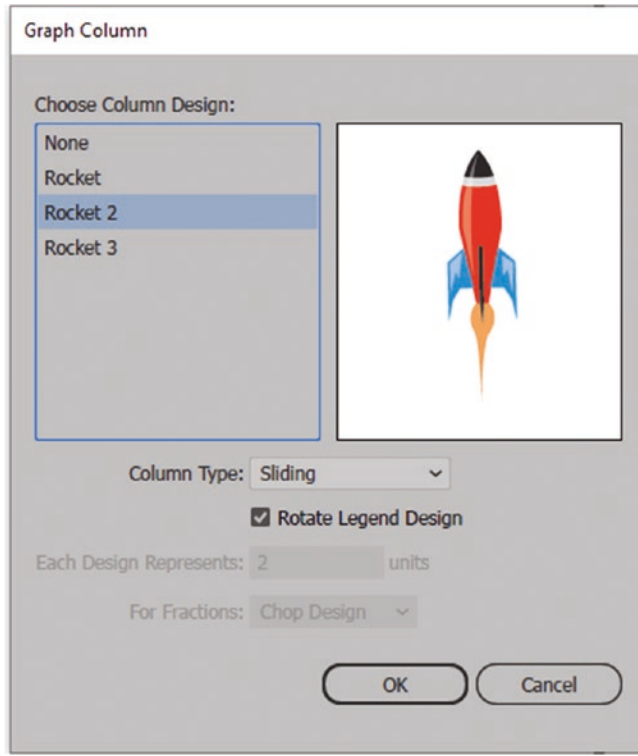 Graph Column
Choose Column Design:
None
Rocket
Rocket 2
Rocket 3
Column Type: Sliding
Rotate Legend Design
Each Design Represents: 2 units
For Fractions: Chop Design
OK Cancel